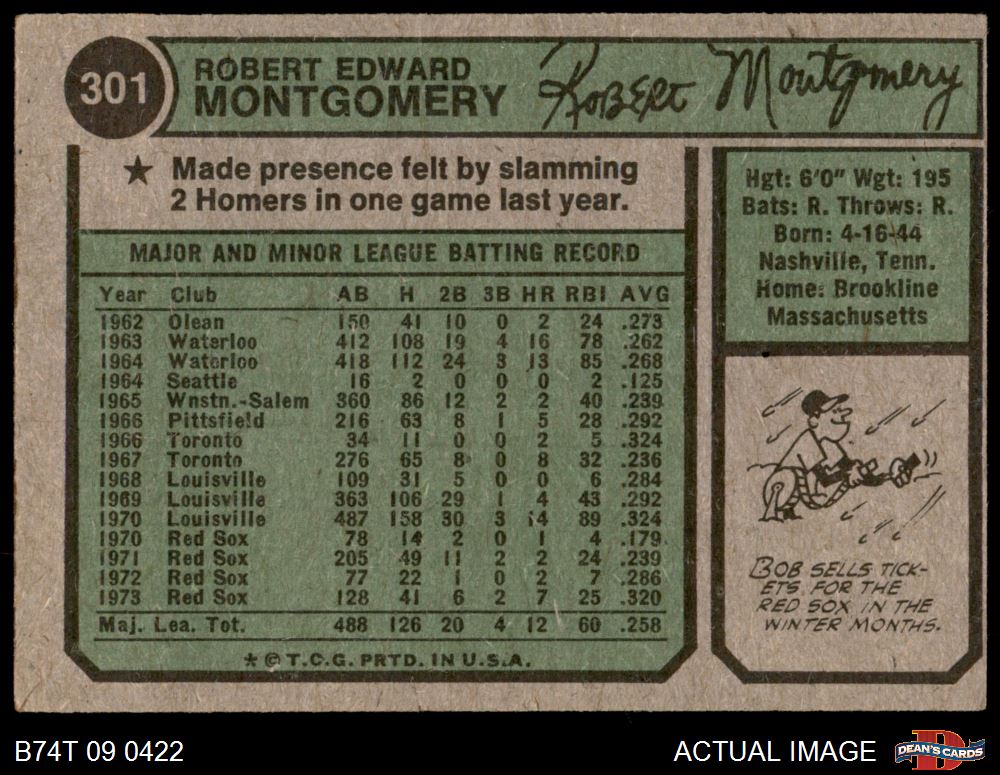 301
ROBERT EDWARD
MONTGOMERY
Robert Montgomery
★ Made presence felt by slamming
2 Homers in one game last year.
MAJOR AND MINOR LEAGUE BATTING RECORD
Year Club AB H 2B 3B HR RBI AVG
1962 Olean 150 41 10 0 2 24 .273
1963 Waterloo 412 108 19 4 16 78 .262
1964 Waterloo 418 112 24 3 13 85 .268
1964 Seattle 16 2 0 0 0 2 .125
1965 Wnstn.-Salem 360 86 12 2 2 40 .239
1966 Pittsfield 216 63 8 1 5 28 .292
1966 Toronto 34 11 0 0 2 5 .324
1967 Toronto 276 65 8 0 8 32 .236
1968 Louisville 109 31 5 0 0 6 .284
1969 Louisville 363 106 29 1 4 43 .292
1970 Louisville 487 158 30 3 14 89 .324
1970 Red Sox 78 14 2 0 1 4 .179
1971 Red Sox 205 49 11 2 2 24 .239
1972 Red Sox 77 22 1 0 2 7 .286
1973 Red Sox 128 41 6 2 7 25 .320
Maj. Lea. Tot. 488 126 20 4 12 60 .258
* © T.C.G. PRTD. IN U.S.A.
Hgt: 6'0" Wgt: 195
Bats: R. Throws: R.
Born: 4-16-44
Nashville, Tenn.
Home: Brookline
Massachusetts
BOB SELLS TICK-
ETS FOR THE
RED SOX IN THE
WINTER MONTHS.
B74T 09 0422
ACTUAL IMAGE
DEAN'S CARDS